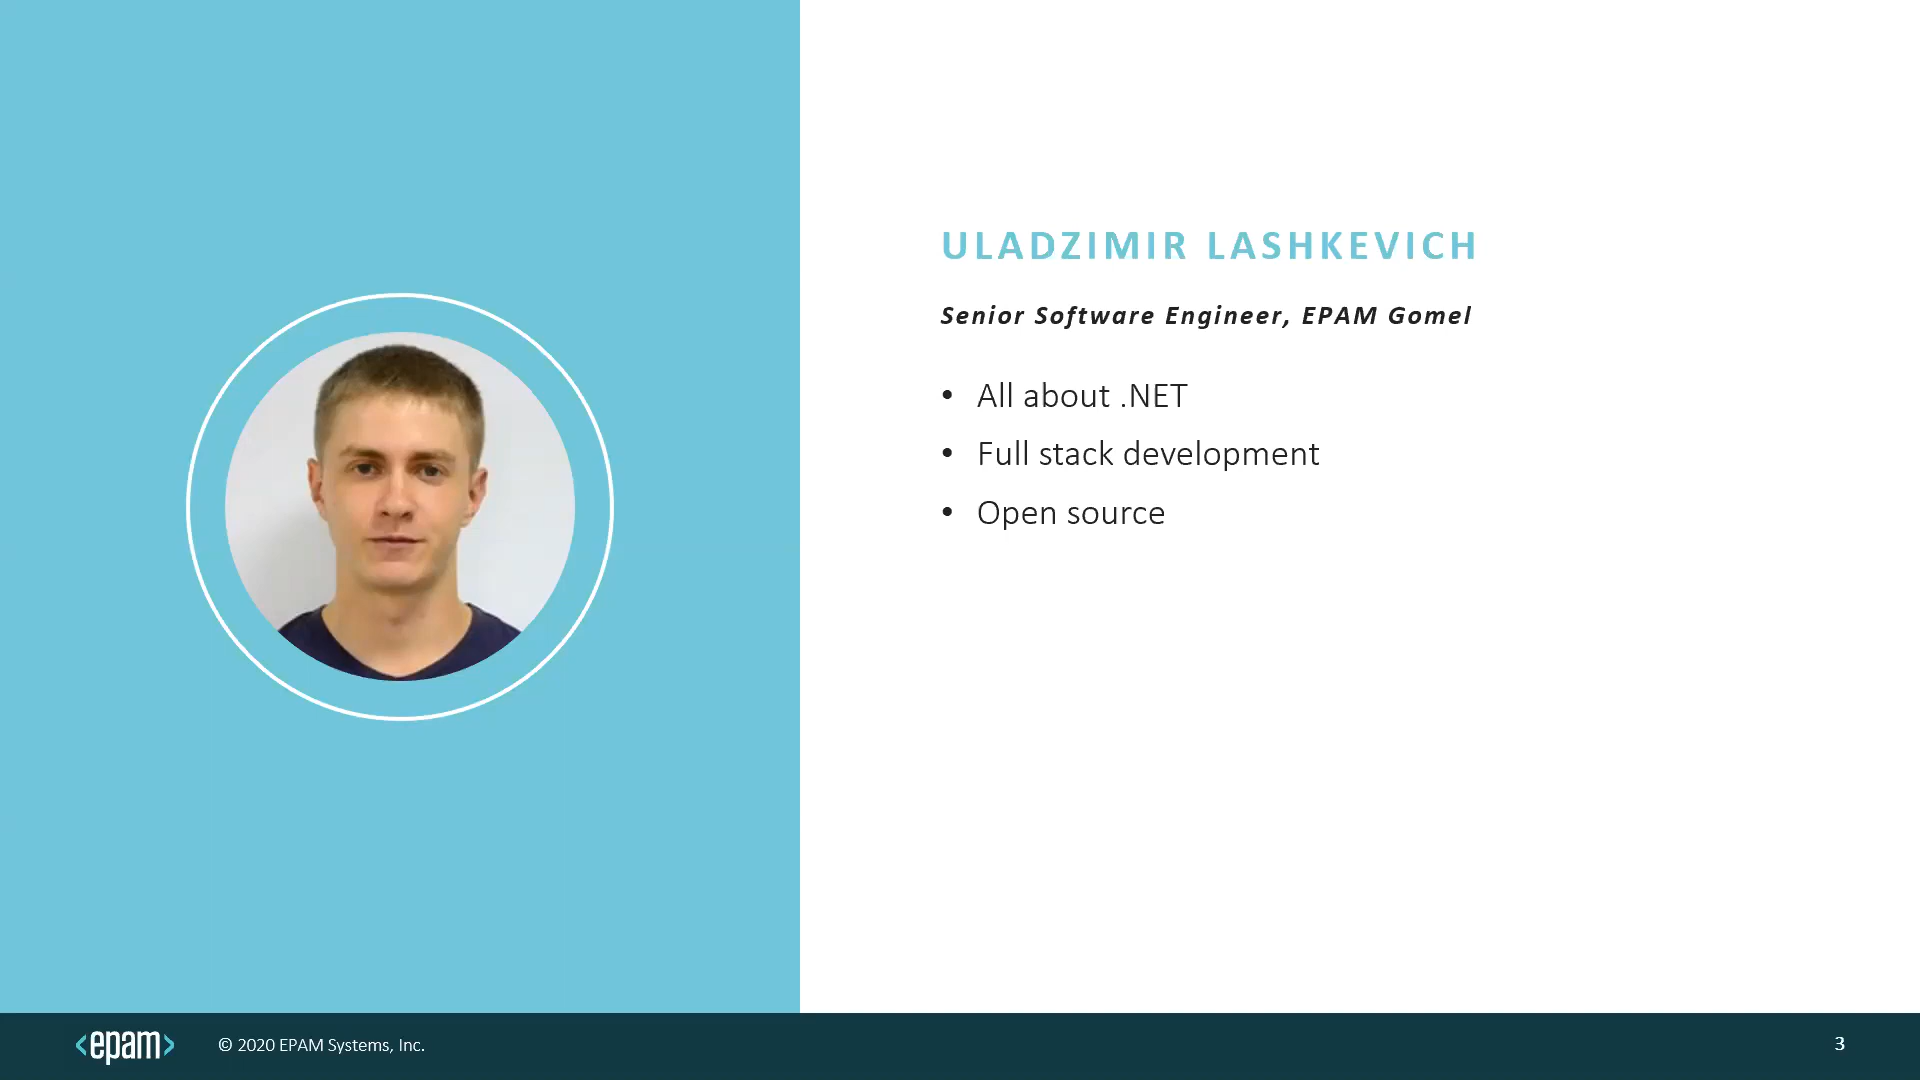 ULADZIMIR LASHKEVICH
Senior Software Engineer, EPAM Gomel
• All about .NET
• Full stack development
• Open source
<epam>
© 2020 EPAM Systems, Inc.
3